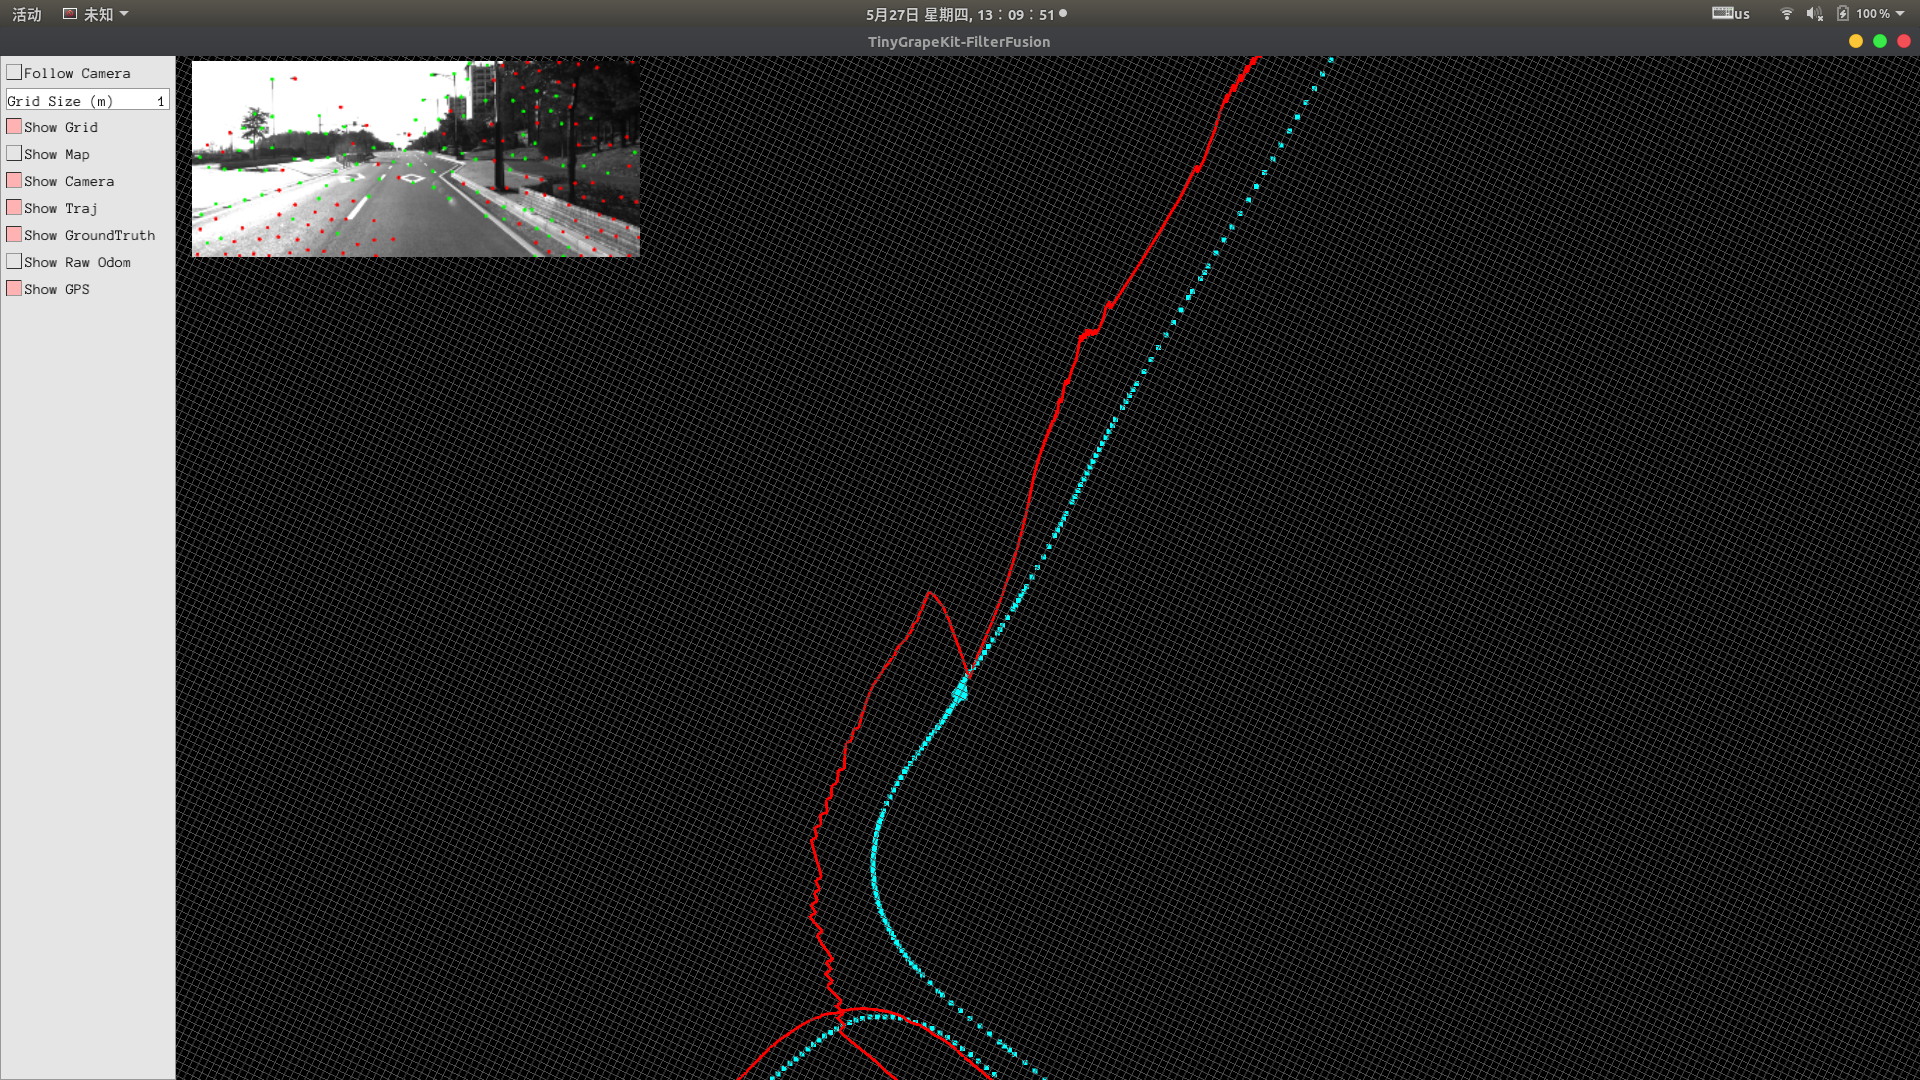 活动 未知 5月27日 星期四, 13：09：51 us 100%
TinyGrapeKit-FilterFusion
Follow Camera
Grid Size (m) 1
Show Grid
Show Map
Show Camera
Show Traj
Show GroundTruth
Show Raw Odom
Show GPS